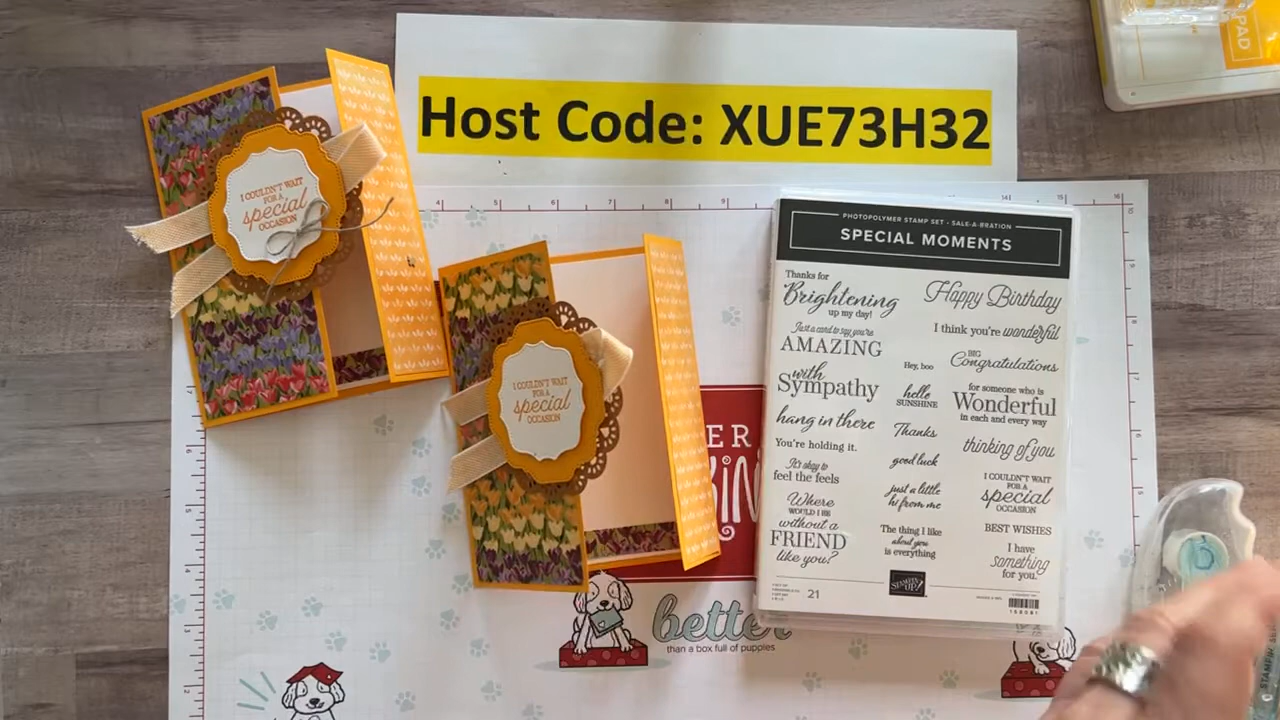 Host Code: XUE73H32
PAD
I COULDN'T WAIT
FOR A
special
OCCASION
I COULDN'T WAIT
FOR A
special
OCCASION
PHOTOPOLYMER STAMP SET • SALE-A-BRATION
SPECIAL MOMENTS
Thanks for
Brightening
up my day!
Just a card to say you're
AMAZING
with
Sympathy
hang in there
You're holding it.
It's okay to
feel the feels
Where
WOULD I BE
without a
FRIEND
like you?
Happy Birthday
I think you're wonderful
BIG
Congratulations
Hey, boo
hello
SUNSHINE
for someone who is
Wonderful
in each and every way
Thanks
thinking of you
good luck
just a little
hi from me
I COULDN'T WAIT
FOR A
special
OCCASION
The thing I like
about you
is everything
BEST WISHES
I have
something
for you.
21
STAMPIN' UP!
better
than a box full of puppies